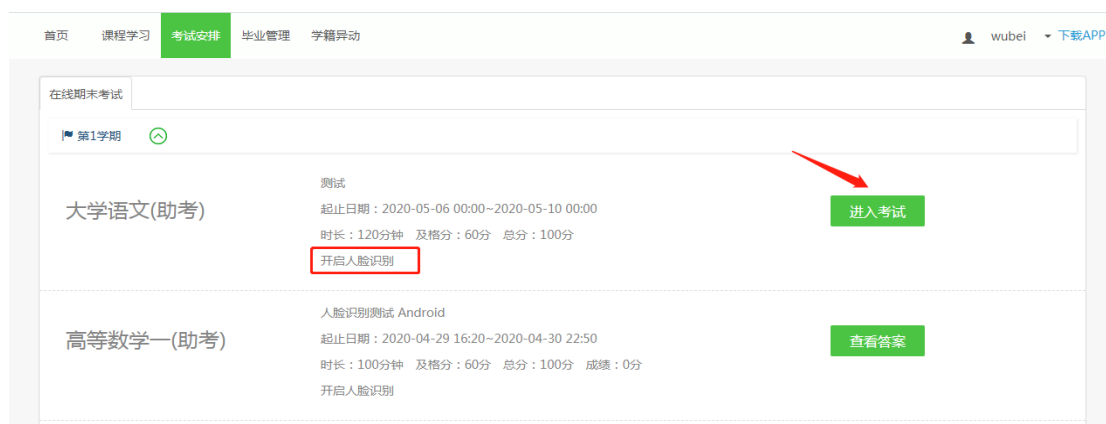 首页 课程学习 考试安排 毕业管理 学籍异动 wubei 下载APP
在线期末考试
第1学期
测试
大学语文(助考)
起止日期：2020-05-06 00:00~2020-05-10 00:00
进入考试
时长：120分钟 及格分：60分 总分：100分
开启人脸识别
人脸识别测试 Android
高等数学一(助考)
起止日期：2020-04-29 16:20~2020-04-30 22:50
查看答案
时长：100分钟 及格分：60分 总分：100分 成绩：0分
开启人脸识别